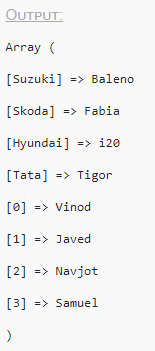 OUTPUT:
Array (
[Suzuki] => Baleno
[Skoda] => Fabia
[Hyundai] => i20
[Tata] => Tigor
[0] => Vinod
[1] => Javed
[2] => Navjot
[3] => Samuel
)